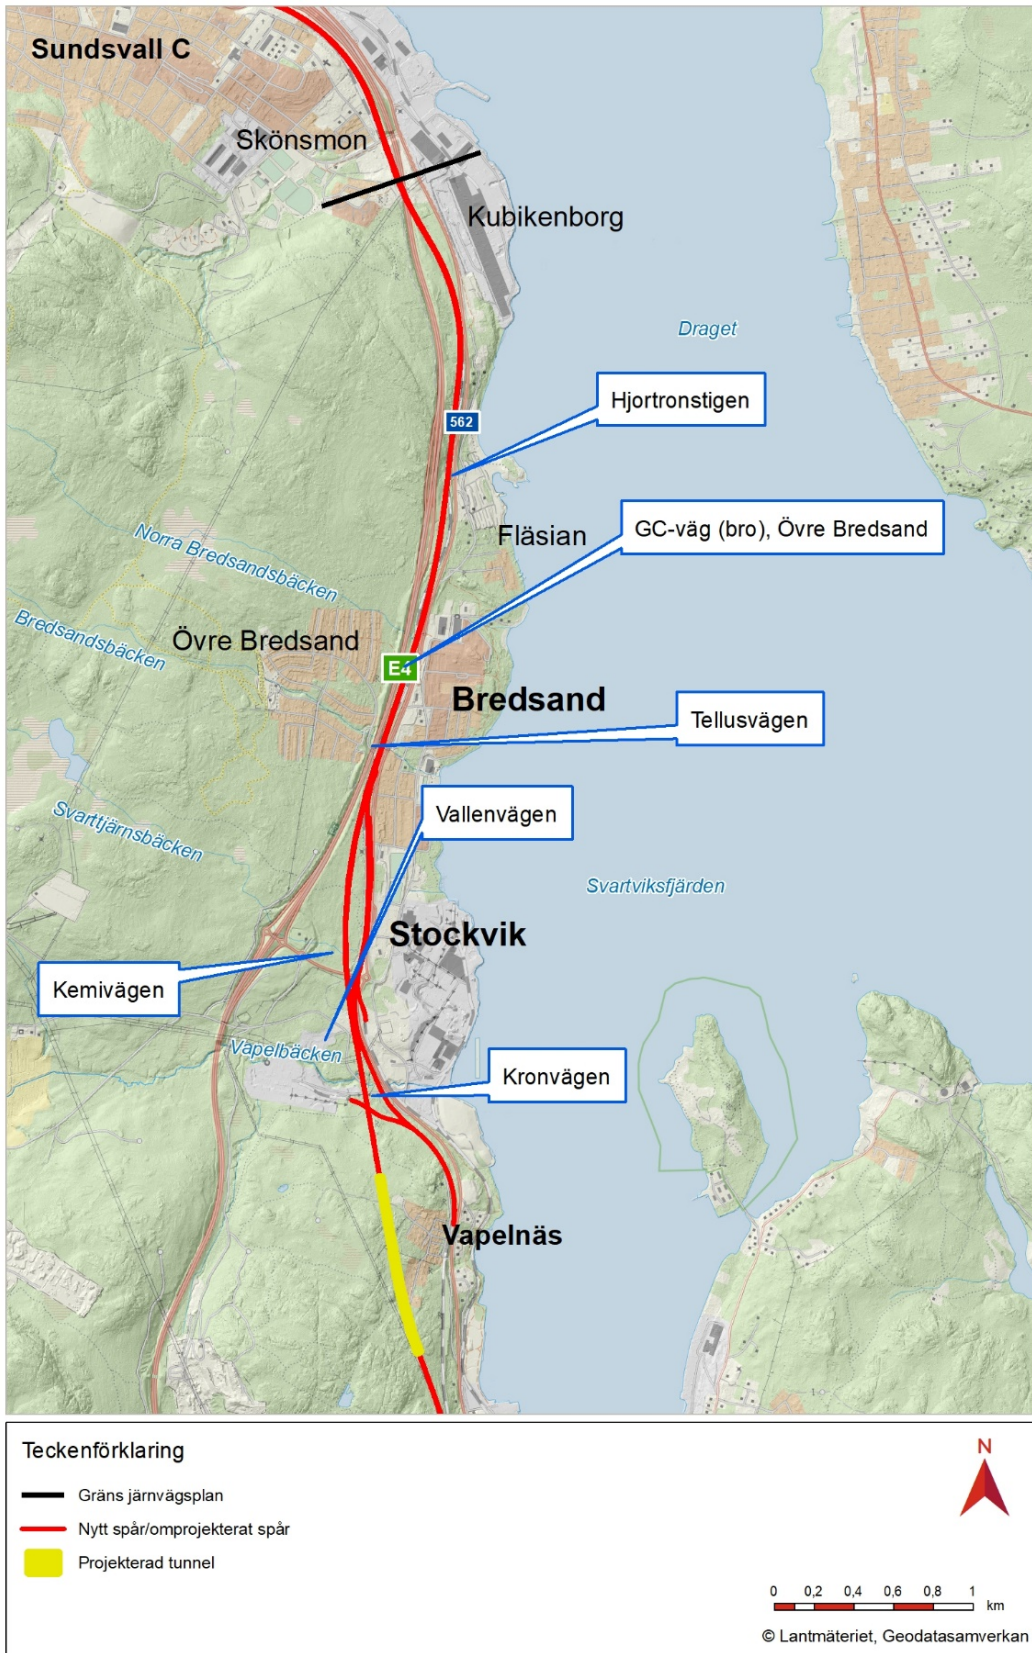 Sundsvall C
Skönsmon
Kubikenborg
Draget
Hjortronstigen
562
GC-väg (bro), Övre Bredsand
Fläsian
Norra Bredsandsbäcken
Bredsandsbäcken
Övre Bredsand
E4
Bredsand
Tellusvägen
Vallenvägen
Svarttjärnsbäcken
Svartviksfjärden
Stockvik
Kemivägen
Vapelbäcken
Kronvägen
Vapelnäs
Teckenförklaring
Gräns järnvägsplan
Nytt spår/omprojekterat spår
Projekterad tunnel
N
0 0,2 0,4 0,6 0,8 1
km
© Lantmäteriet, Geodatasamverkan